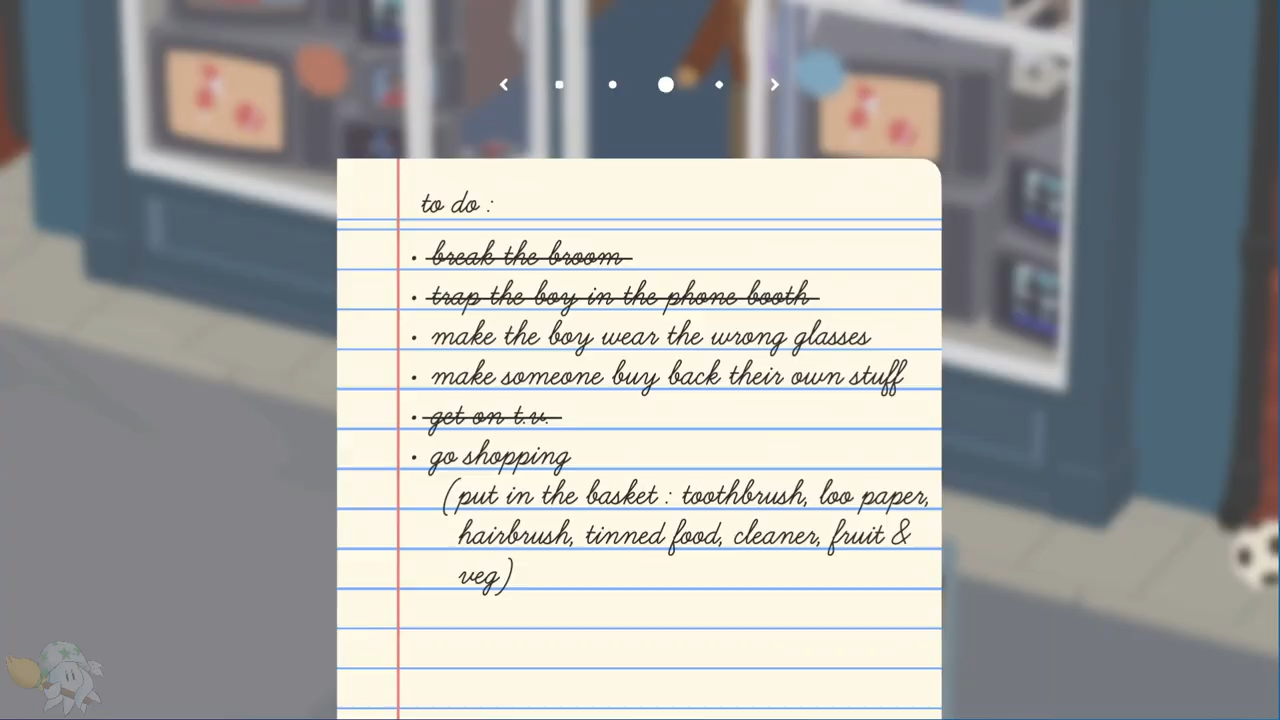 to do :
• break the broom
• trap the boy in the phone booth
• make the boy wear the wrong glasses
• make someone buy back their own stuff
• get on t.v.
• go shopping
(put in the basket : toothbrush, loo paper,
hairbrush, tinned food, cleaner, fruit &
veg)